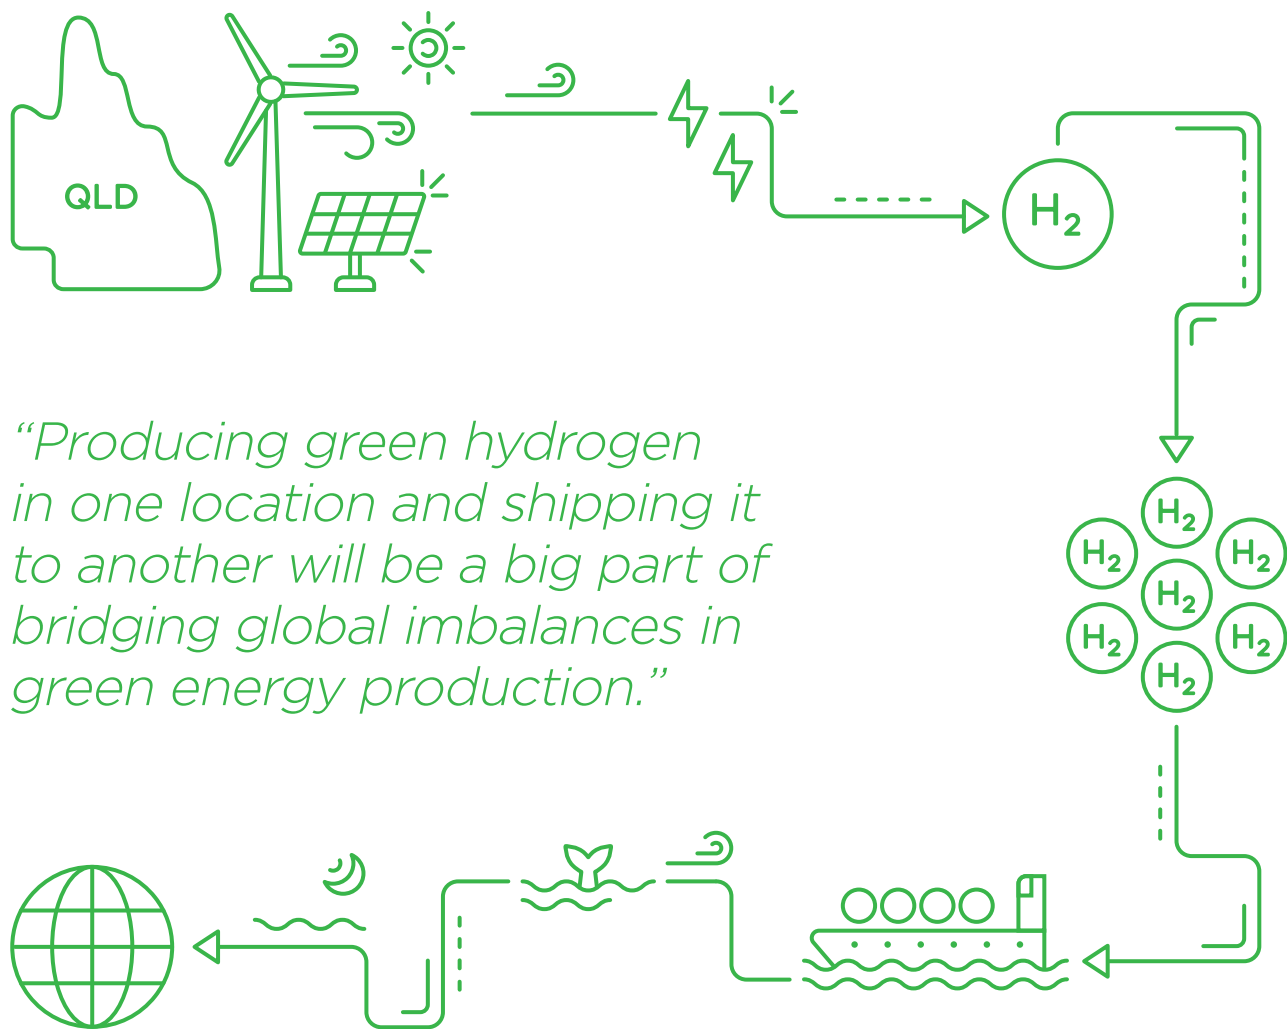 QLD
H2
“Producing green hydrogen
in one location and shipping it
to another will be a big part of
bridging global imbalances in
green energy production.”
H2
H2
H2
H2
H2
H2
H2